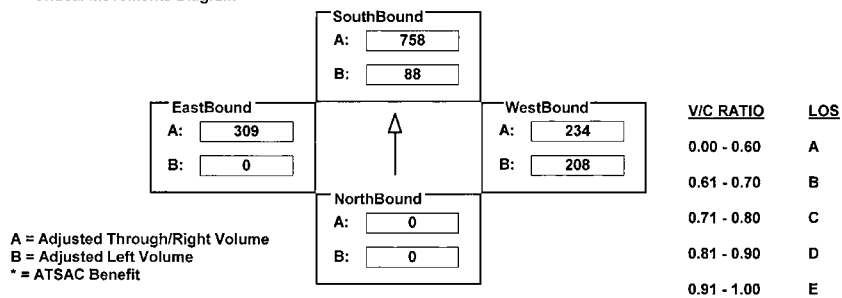 SouthBound
A: 758
B: 88
EastBound
A: 309
B: 0
WestBound
A: 234
B: 208
NorthBound
A: 0
B: 0
A = Adjusted Through/Right Volume
B = Adjusted Left Volume
* = ATSAC Benefit
V/C RATIO LOS
0.00 - 0.60 A
0.61 - 0.70 B
0.71 - 0.80 C
0.81 - 0.90 D
0.91 - 1.00 E